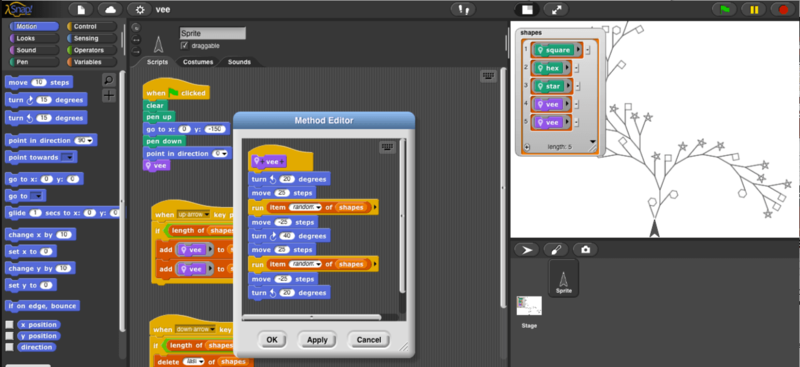 Snap!
vee
Motion
Control
Looks
Sensing
Sound
Operators
Pen
Variables
move 10 steps
turn 15 degrees
turn 15 degrees
point in direction 90
point towards
go to x: 0 y: 0
go to
glide 1 secs to x: 0 y: 0
change x by 10
set x to 0
change y by 10
set y to 0
if on edge, bounce
x position
y position
direction
Sprite
draggable
Scripts Costumes Sounds
when clicked
clear
pen up
go to x: 0 y: -150
pen down
point in direction 0
vee
when up arrow key p
if length of shapes
add vee to s
add vee to s
when down arrow key
if length of shapes
delete last of shapes
Method Editor
vee
turn 20 degrees
move 25 steps
run item random of shapes
move -25 steps
turn 40 degrees
move 25 steps
run item random of shapes
move -25 steps
turn 20 degrees
OK Apply Cancel
shapes
1 square
2 hex
3 star
4 vee
5 vee
length: 5
Stage
Sprite